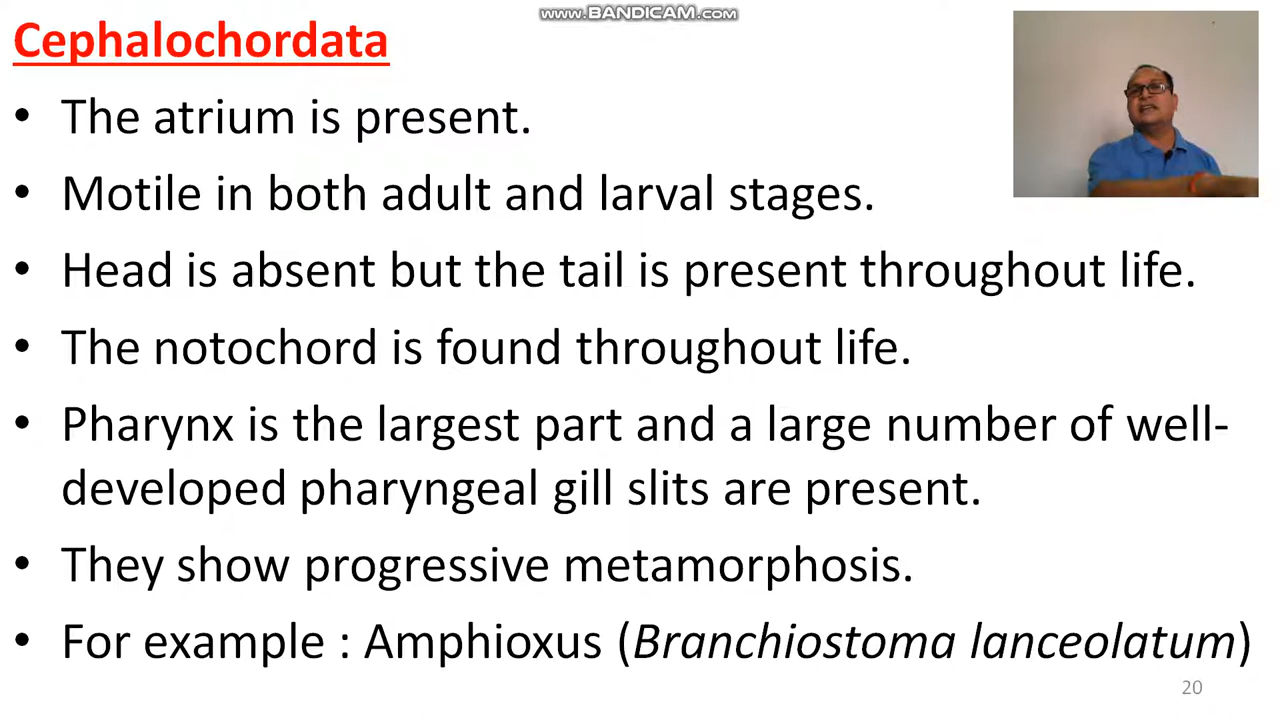 www.BANDICAM.com
Cephalochordata
• The atrium is present.
• Motile in both adult and larval stages.
• Head is absent but the tail is present throughout life.
• The notochord is found throughout life.
• Pharynx is the largest part and a large number of well-
developed pharyngeal gill slits are present.
• They show progressive metamorphosis.
• For example : Amphioxus (Branchiostoma lanceolatum)
20